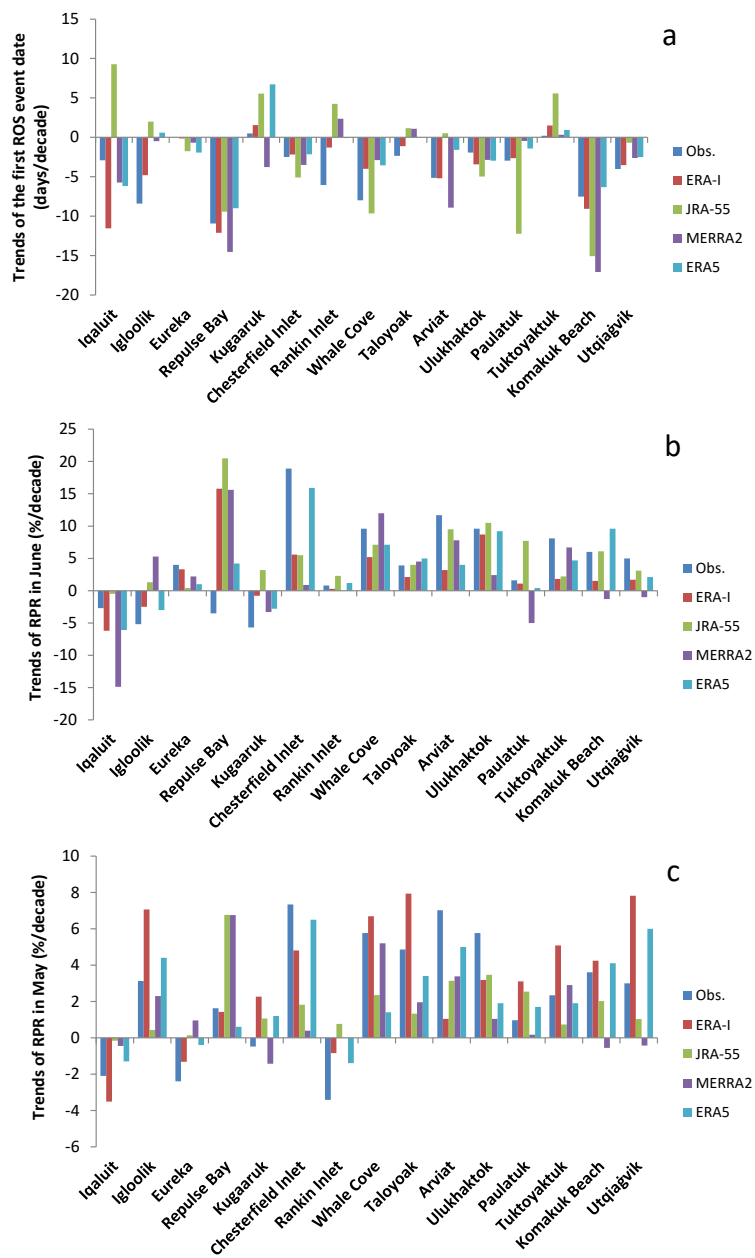 a
Trends of the first ROS event date
(days/decade)
15
10
5
0
-5
-10
-15
-20
Obs.
ERA-I
JRA-55
MERRA2
ERA5
Iqaluit
Igloolik
Eureka
Repulse Bay
Kugaaruk
Chesterfield Inlet
Rankin Inlet
Whale Cove
Taloyoak
Arviat
Ulukhaktok
Paulatuk
Tuktoyaktuk
Komakuk Beach
Utqiaġvik
b
Trends of RPR in June (%/decade)
25
20
15
10
5
0
-5
-10
-15
-20
Obs.
ERA-I
JRA-55
MERRA2
ERA5
Iqaluit
Igloolik
Eureka
Repulse Bay
Kugaaruk
Chesterfield Inlet
Rankin Inlet
Whale Cove
Taloyoak
Arviat
Ulukhaktok
Paulatuk
Tuktoyaktuk
Komakuk Beach
Utqiaġvik
c
Trends of RPR in May (%/decade)
10
8
6
4
2
0
-2
-4
-6
Obs.
ERA-I
JRA-55
MERRA2
ERA5
Iqaluit
Igloolik
Eureka
Repulse Bay
Kugaaruk
Chesterfield Inlet
Rankin Inlet
Whale Cove
Taloyoak
Arviat
Ulukhaktok
Paulatuk
Tuktoyaktuk
Komakuk Beach
Utqiaġvik